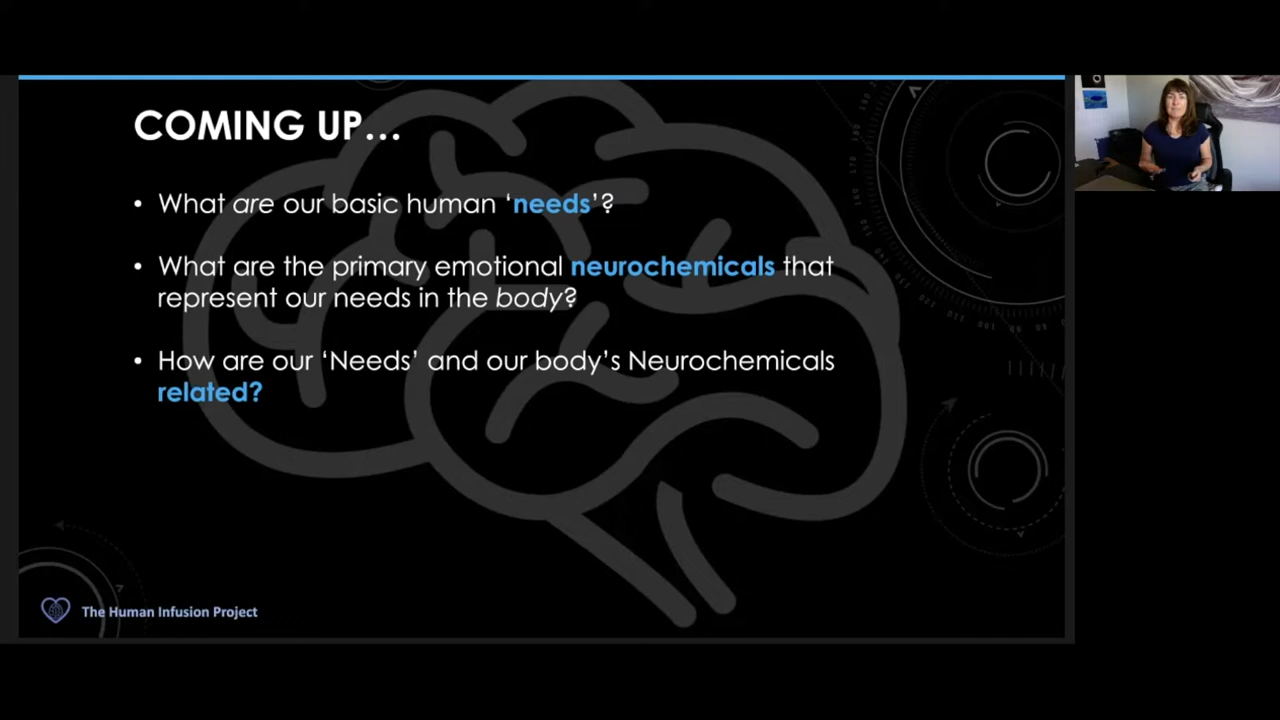 COMING UP...
• What are our basic human ‘needs’?
• What are the primary emotional neurochemicals that
represent our needs in the body?
• How are our ‘Needs’ and our body’s Neurochemicals
related?
The Human Infusion Project